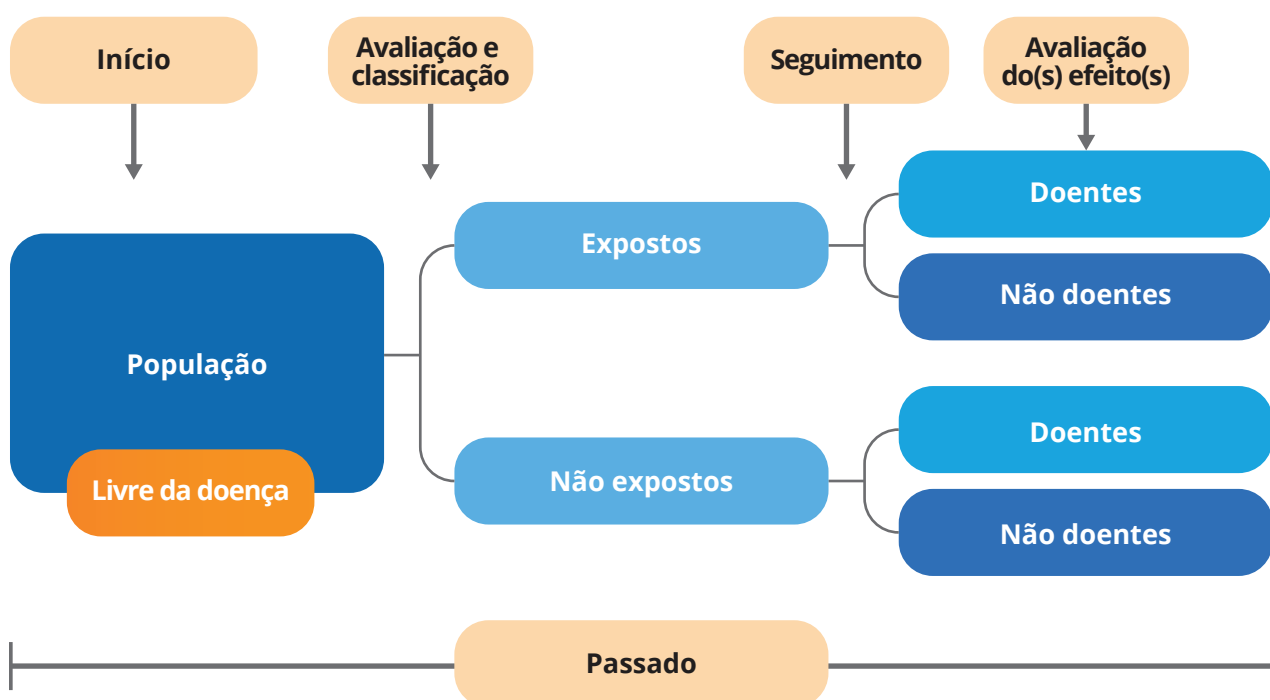 Início
Avaliação e
classificação
Seguimento
Avaliação
do(s) efeito(s)
População
Livre da doença
Expostos
Não expostos
Doentes
Não doentes
Doentes
Não doentes
Passado